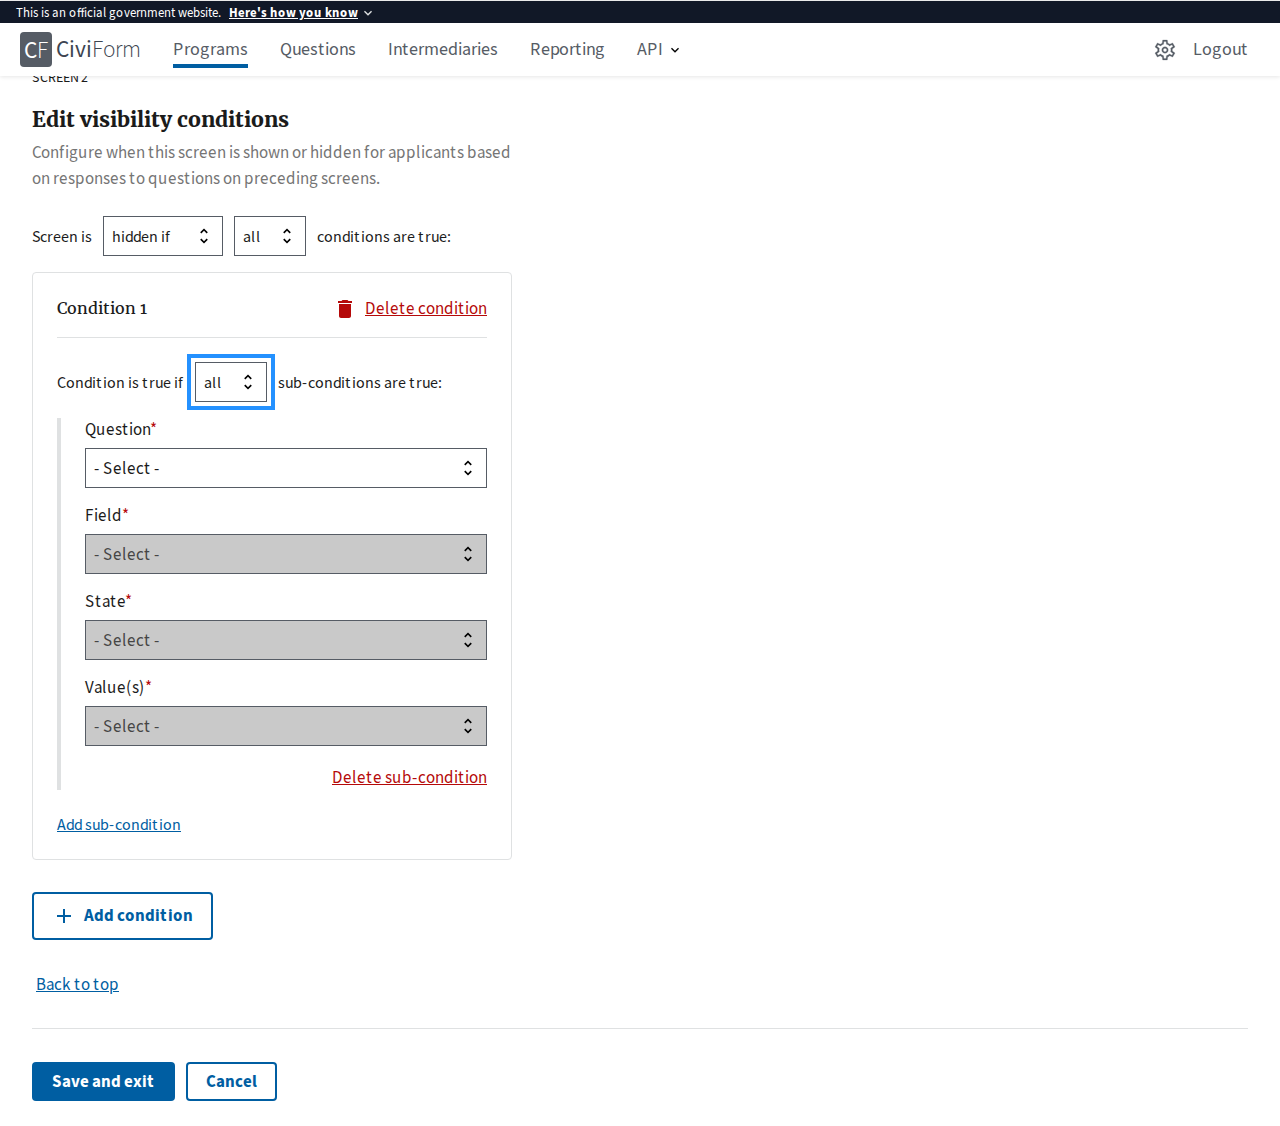 This is an official government website. Here's how you know
CF CiviForm Programs Questions Intermediaries Reporting API Logout
SCREEN 2
Edit visibility conditions
Configure when this screen is shown or hidden for applicants based
on responses to questions on preceding screens.
Screen is hidden if all conditions are true:
Condition 1 Delete condition
Condition is true if all sub-conditions are true:
Question*
- Select -
Field*
- Select -
State*
- Select -
Value(s)*
- Select -
Delete sub-condition
Add sub-condition
Add condition
Back to top
Save and exit Cancel